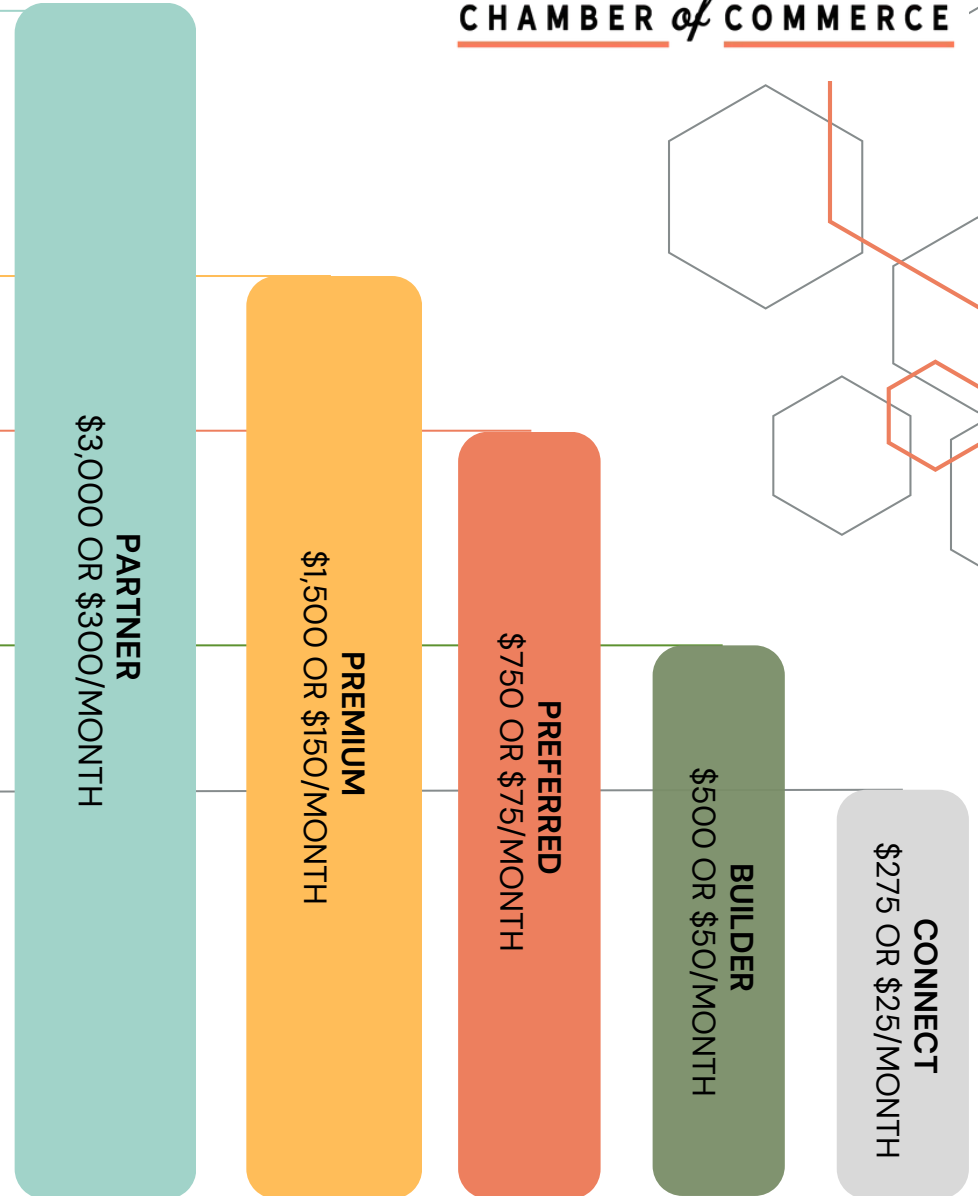 CHAMBER of COMMERCE
PARTNER
$3,000 OR $300/MONTH
PREMIUM
$1,500 OR $150/MONTH
PREFERRED
$750 OR $75/MONTH
BUILDER
$500 OR $50/MONTH
CONNECT
$275 OR $25/MONTH